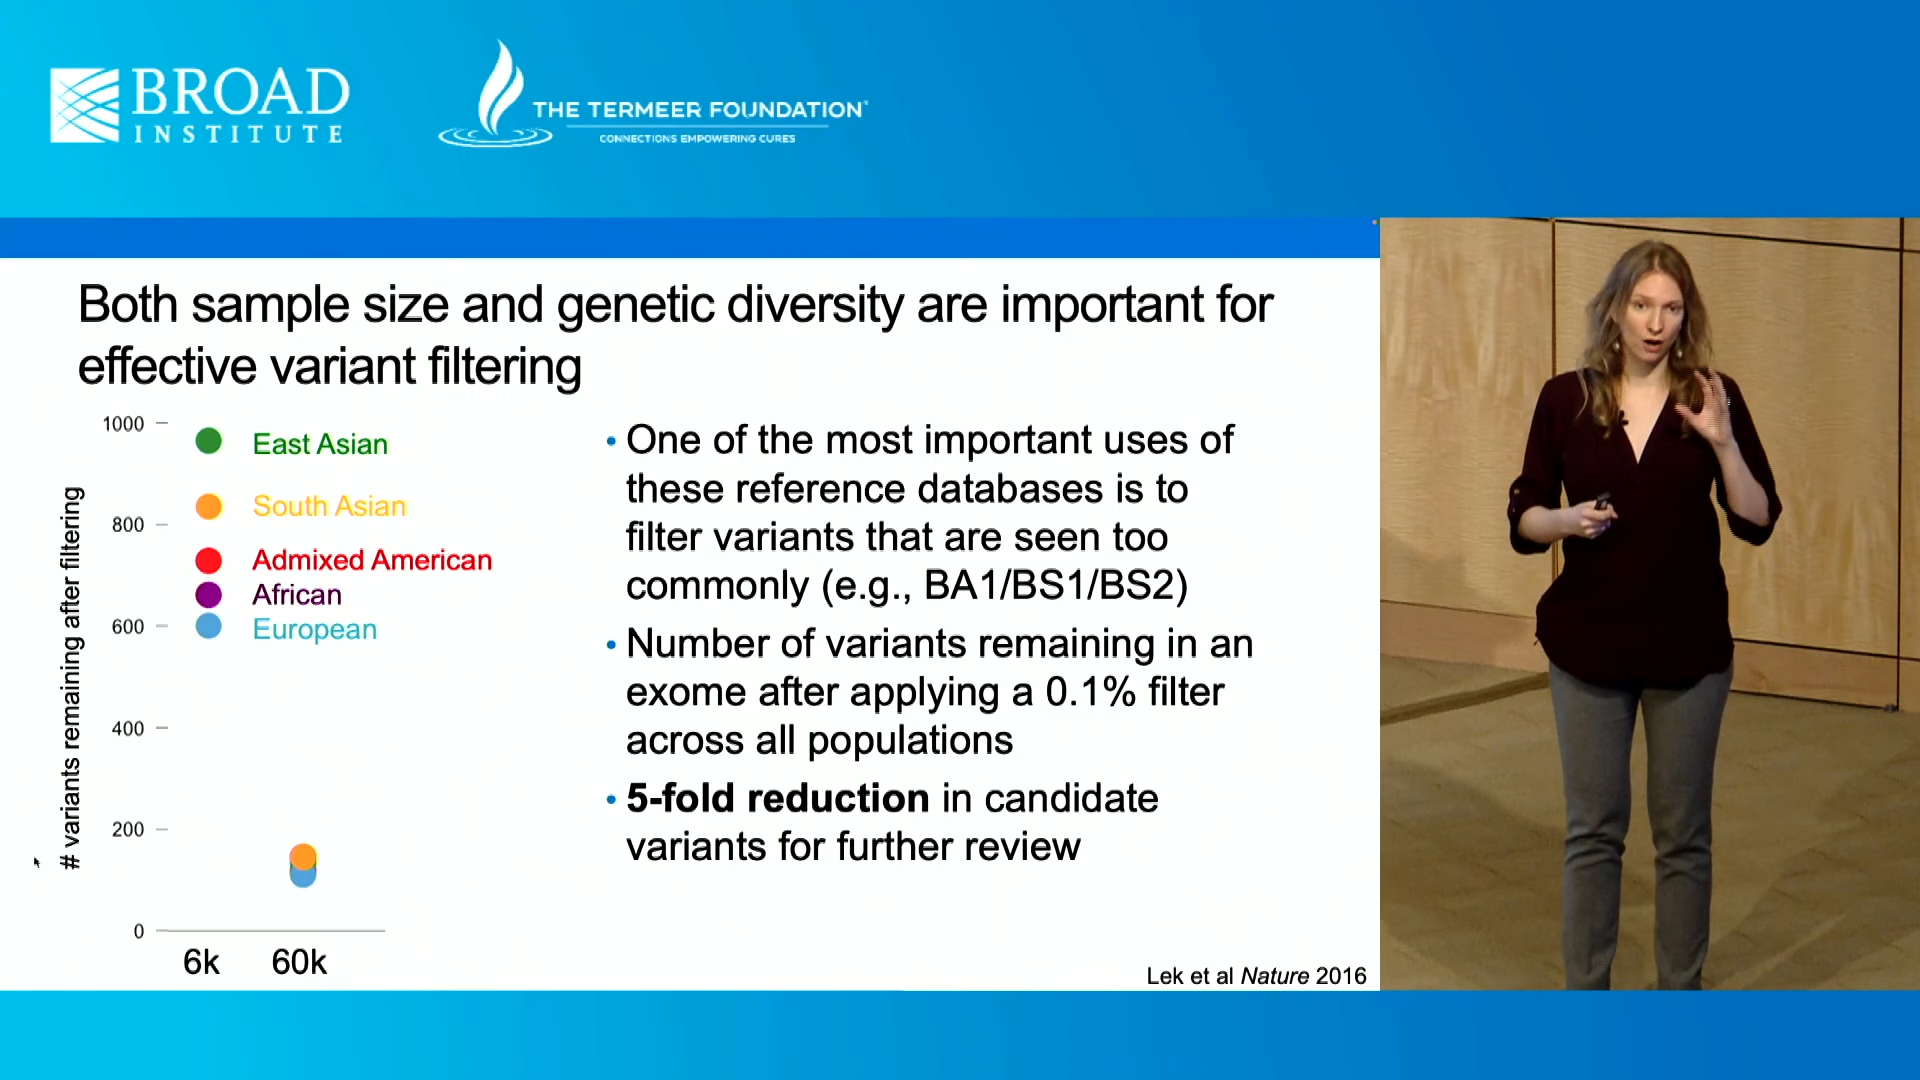 BROAD
INSTITUTE
THE TERMEER FOUNDATION
CONNECTIONS EMPOWERING CURES
Both sample size and genetic diversity are important for
effective variant filtering
# variants remaining after filtering
1000
800
600
400
200
0
6k 60k
East Asian
South Asian
Admixed American
African
European
• One of the most important uses of
these reference databases is to
filter variants that are seen too
commonly (e.g., BA1/BS1/BS2)
• Number of variants remaining in an
exome after applying a 0.1% filter
across all populations
• 5-fold reduction in candidate
variants for further review
Lek et al Nature 2016